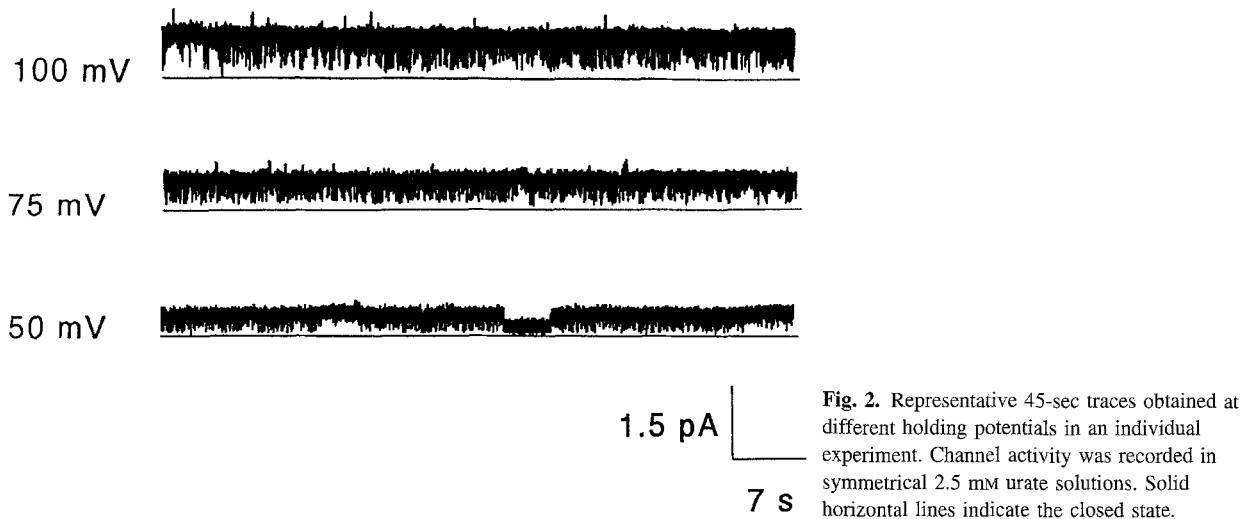 100 mV
75 mV
50 mV
1.5 pA
7 s
Fig. 2. Representative 45-sec traces obtained at
different holding potentials in an individual
experiment. Channel activity was recorded in
symmetrical 2.5 mM urate solutions. Solid
horizontal lines indicate the closed state.